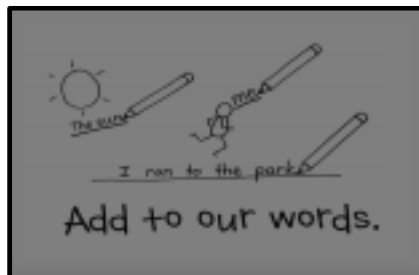 The sun
me
I ran to the park.
Add to our words.